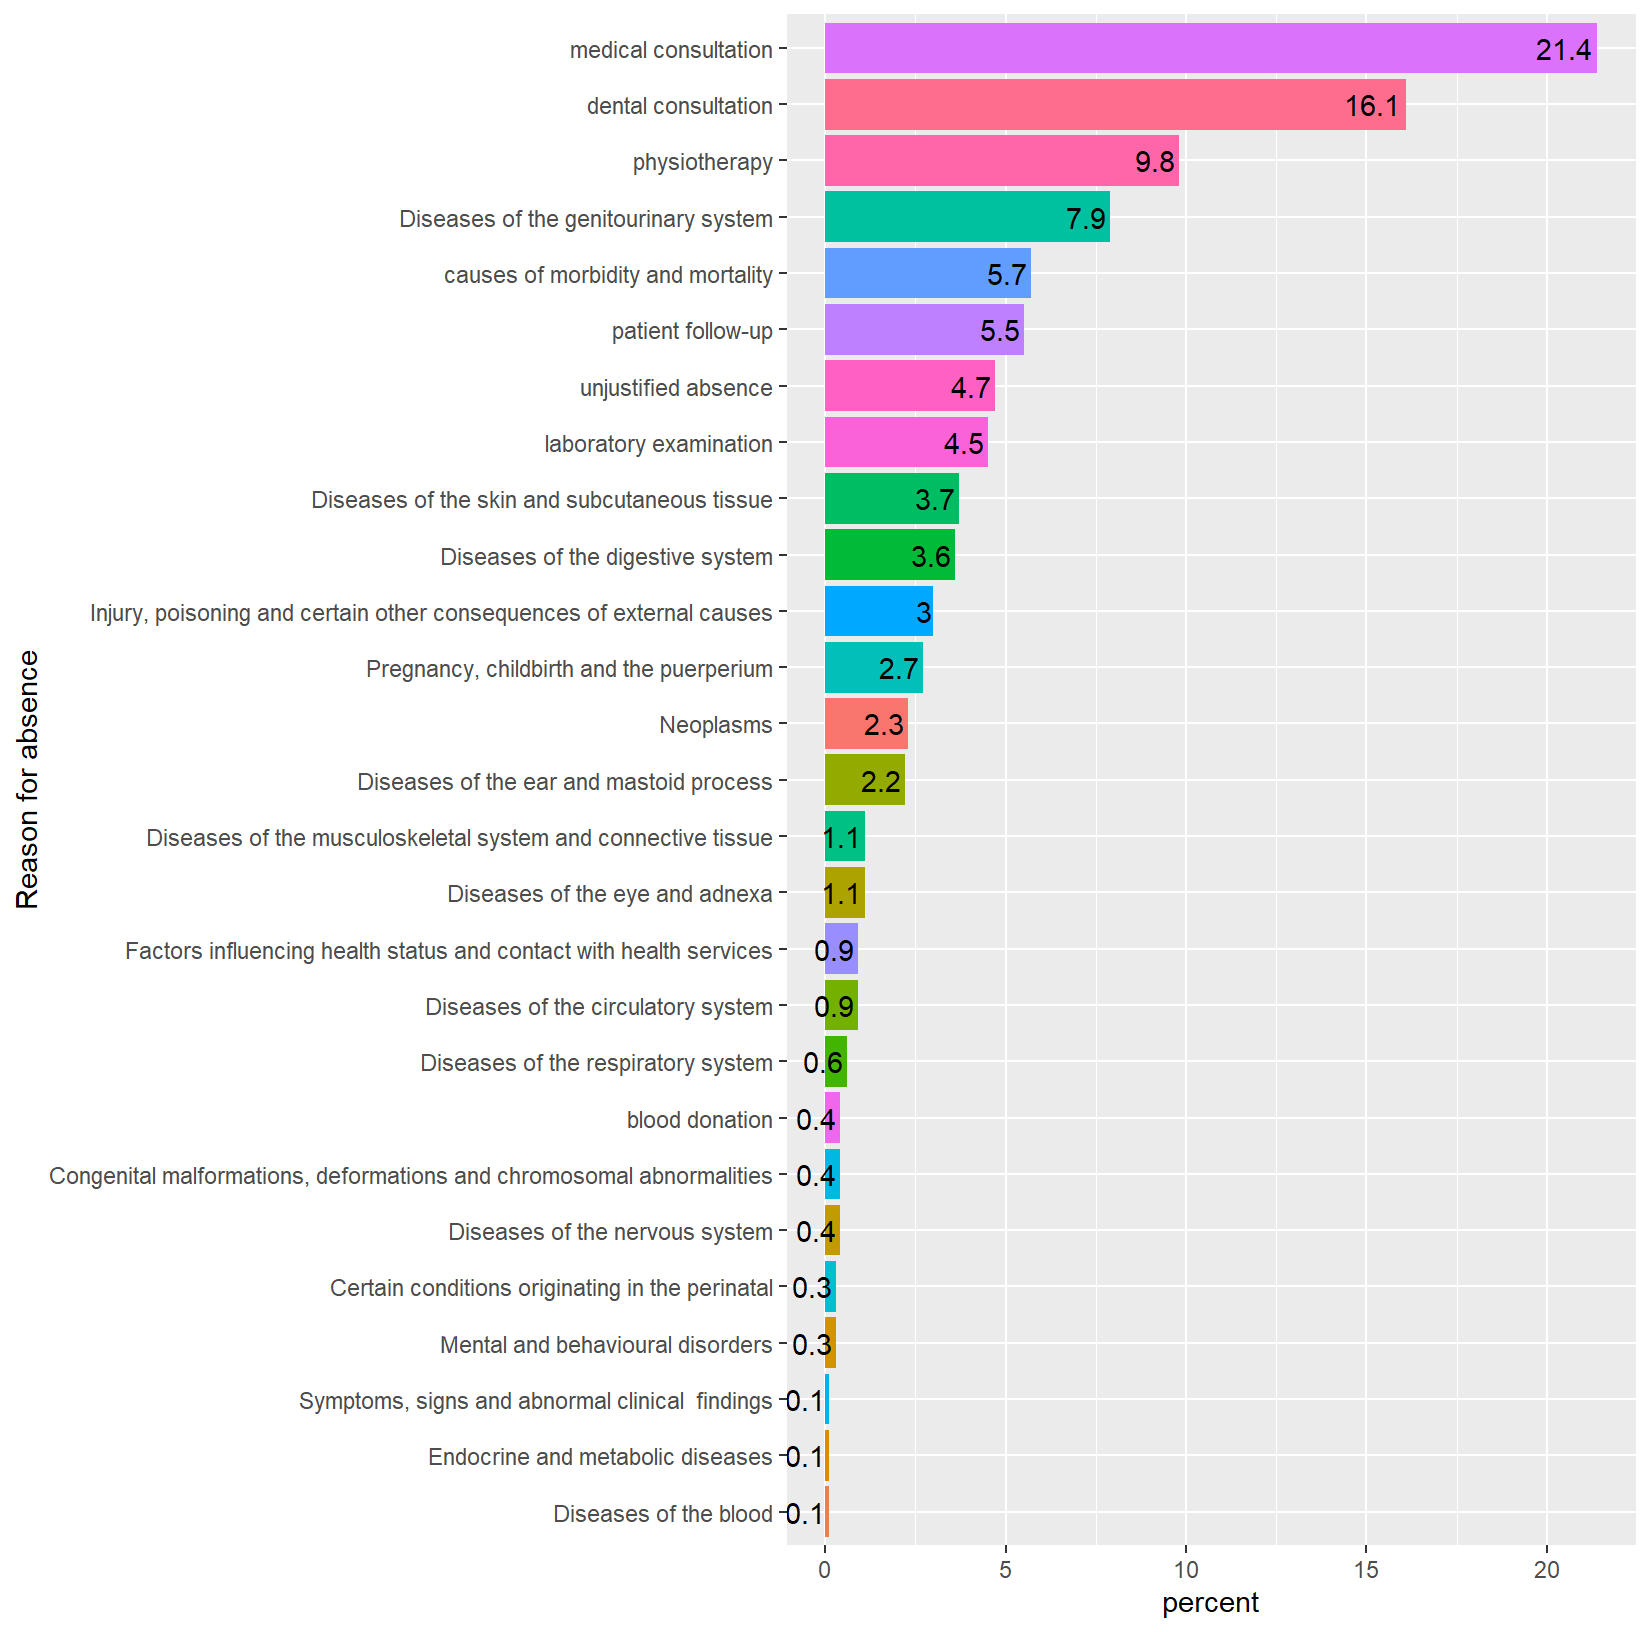 medical consultation 21.4
dental consultation 16.1
physiotherapy 9.8
Diseases of the genitourinary system 7.9
causes of morbidity and mortality 5.7
patient follow-up 5.5
unjustified absence 4.7
laboratory examination 4.5
Diseases of the skin and subcutaneous tissue 3.7
Diseases of the digestive system 3.6
Injury, poisoning and certain other consequences of external causes 3
Pregnancy, childbirth and the puerperium 2.7
Neoplasms 2.3
Diseases of the ear and mastoid process 2.2
Diseases of the musculoskeletal system and connective tissue 1.1
Diseases of the eye and adnexa 1.1
Factors influencing health status and contact with health services 0.9
Diseases of the circulatory system 0.9
Diseases of the respiratory system 0.6
blood donation 0.4
Congenital malformations, deformations and chromosomal abnormalities 0.4
Diseases of the nervous system 0.4
Certain conditions originating in the perinatal 0.3
Mental and behavioural disorders 0.3
Symptoms, signs and abnormal clinical  findings 0.1
Endocrine and metabolic diseases 0.1
Diseases of the blood 0.1
Reason for absence
0 5 10 15 20
percent